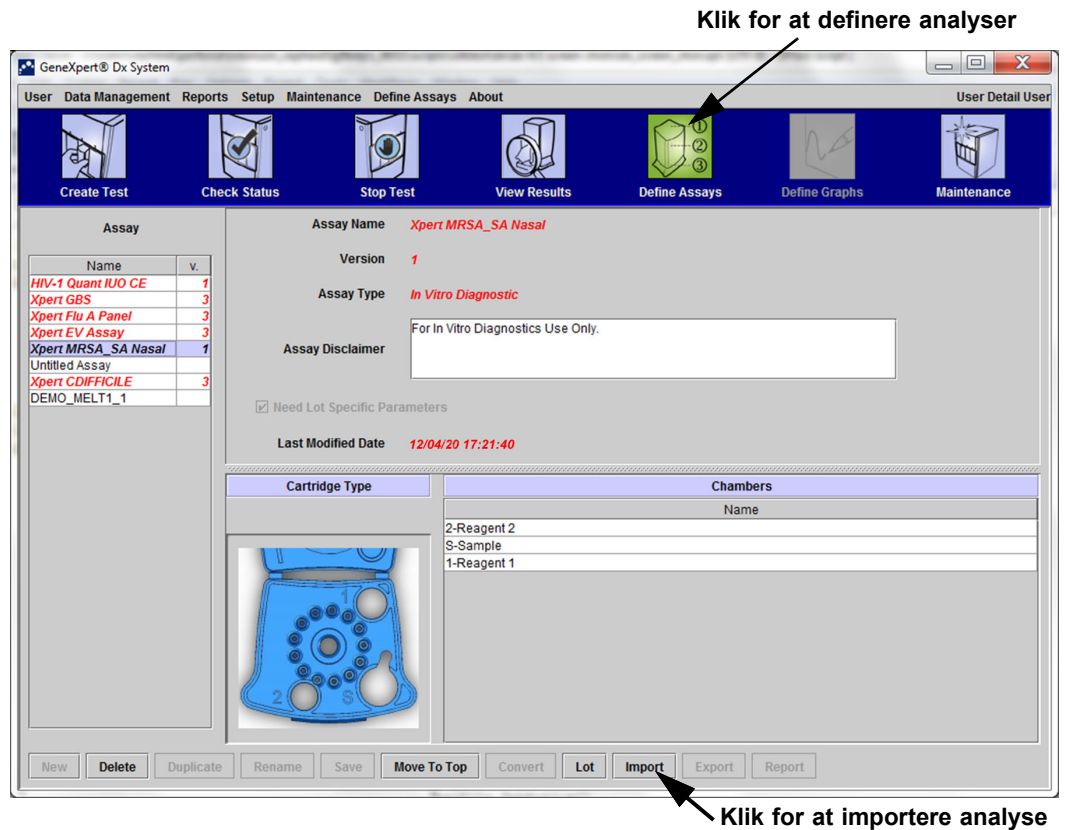 Klik for at definere analyser
GeneXpert® Dx System
User Data Management Reports Setup Maintenance Define Assays About User Detail User
Create Test Check Status Stop Test View Results Define Assays Define Graphs Maintenance
1
2
3
Assay
Name v.
HIV-1 Quant IUO CE 1
Xpert GBS 3
Xpert Flu A Panel 3
Xpert EV Assay 3
Xpert MRSA_SA Nasal 1
Untitled Assay
Xpert CDIFFICILE 3
DEMO_MELT1_1
Assay Name Xpert MRSA_SA Nasal
Version 1
Assay Type In Vitro Diagnostic
Assay Disclaimer For In Vitro Diagnostics Use Only.
Need Lot Specific Parameters
Last Modified Date 12/04/20 17:21:40
Cartridge Type
1
2 S
Chambers
Name
2-Reagent 2
S-Sample
1-Reagent 1
New Delete Duplicate Rename Save Move To Top Convert Lot Import Export Report
Klik for at importere analyse